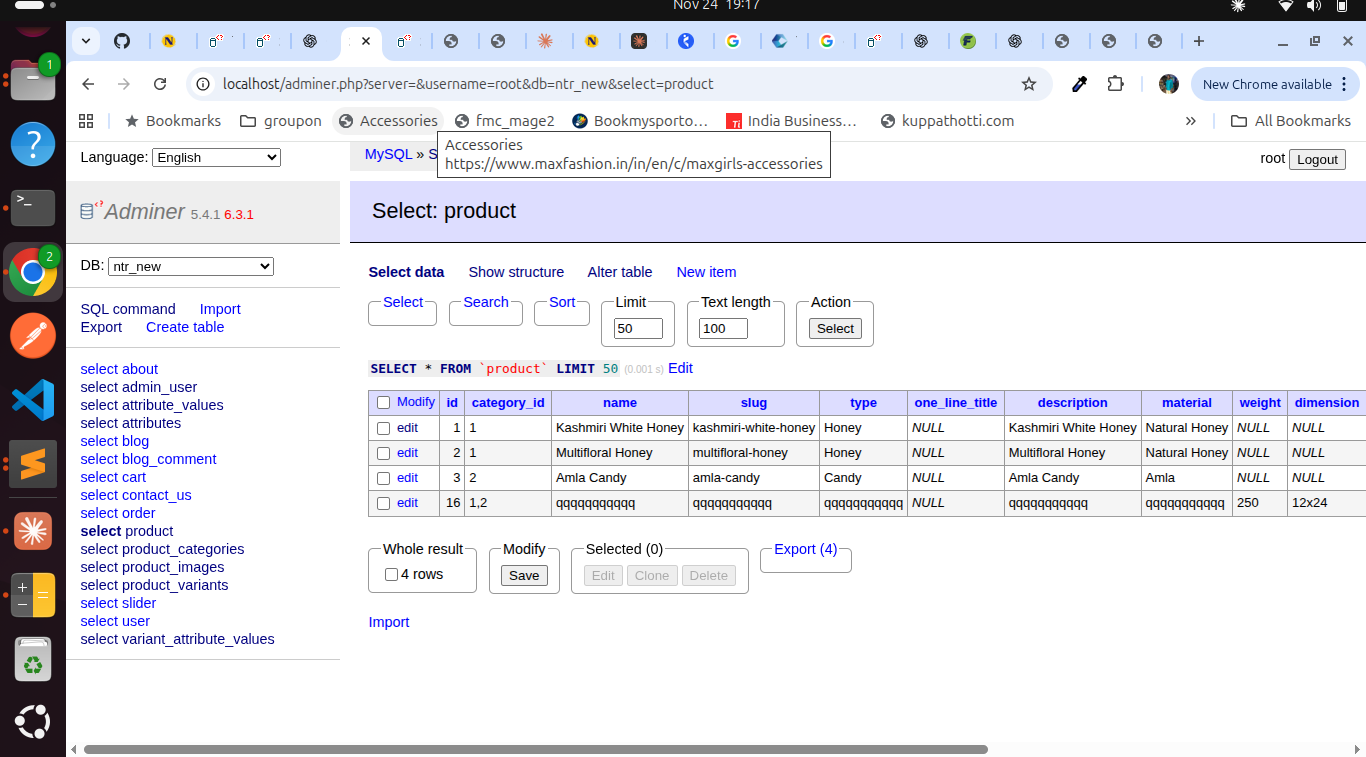 Nov 24 19:17
1
2
localhost/adminer.php?server=&username=root&db=ntr_new&select=product
New Chrome available
Bookmarks
groupon
Accessories
fmc_mage2
Bookmysporto…
India Business…
kuppathotti.com
»
All Bookmarks
Accessories
https://www.maxfashion.in/in/en/c/maxgirls-accessories
Language: English
MySQL » S
root Logout
Adminer 5.4.1 6.3.1
Select: product
DB: ntr_new
SQL command Import
Export Create table
select about
select admin_user
select attribute_values
select attributes
select blog
select blog_comment
select cart
select contact_us
select order
select product
select product_categories
select product_images
select product_variants
select slider
select user
select variant_attribute_values
Select data Show structure Alter table New item
Select Search Sort Limit Text length Action
50 100 Select
SELECT * FROM `product` LIMIT 50 (0.001 s) Edit
Modify id category_id name slug type one_line_title description material weight dimension
edit 1 1 Kashmiri White Honey kashmiri-white-honey Honey NULL Kashmiri White Honey Natural Honey NULL NULL
edit 2 1 Multifloral Honey multifloral-honey Honey NULL Multifloral Honey Natural Honey NULL NULL
edit 3 2 Amla Candy amla-candy Candy NULL Amla Candy Amla NULL NULL
edit 16 1,2 qqqqqqqqqqq qqqqqqqqqqq qqqqqqqqqqq NULL qqqqqqqqqqq qqqqqqqqqqq 250 12x24
Whole result Modify Selected (0) Export (4)
4 rows Save Edit Clone Delete
Import